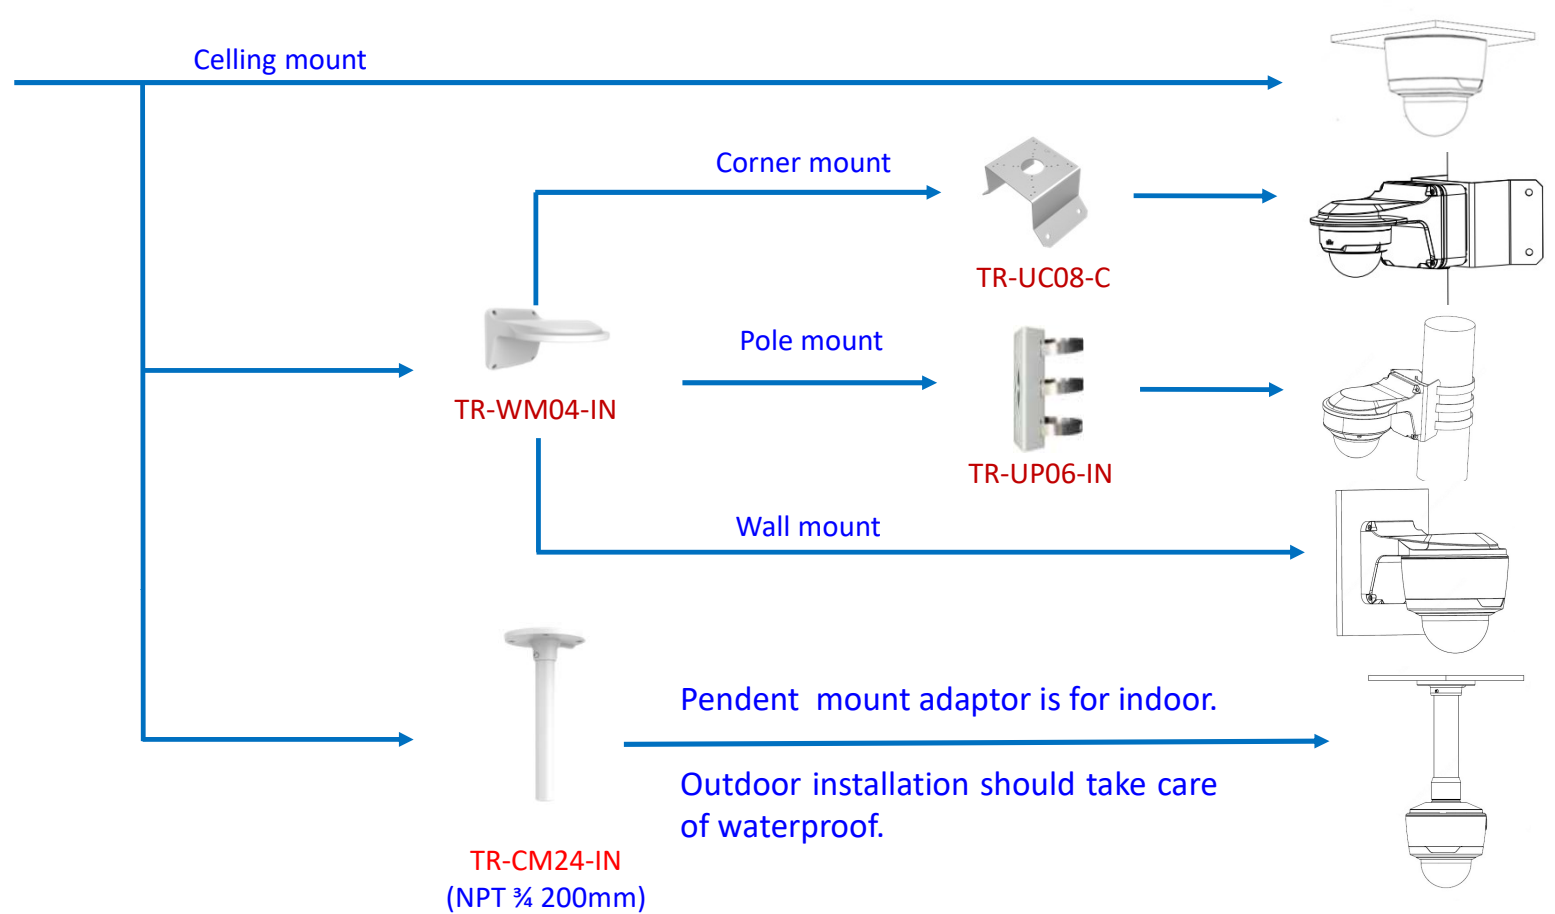 Celling mount
Corner mount
TR-UC08-C
Pole mount
TR-WM04-IN
TR-UP06-IN
Wall mount
Pendent  mount adaptor is for indoor.
Outdoor installation should take care
of waterproof.
TR-CM24-IN
(NPT ¾ 200mm)